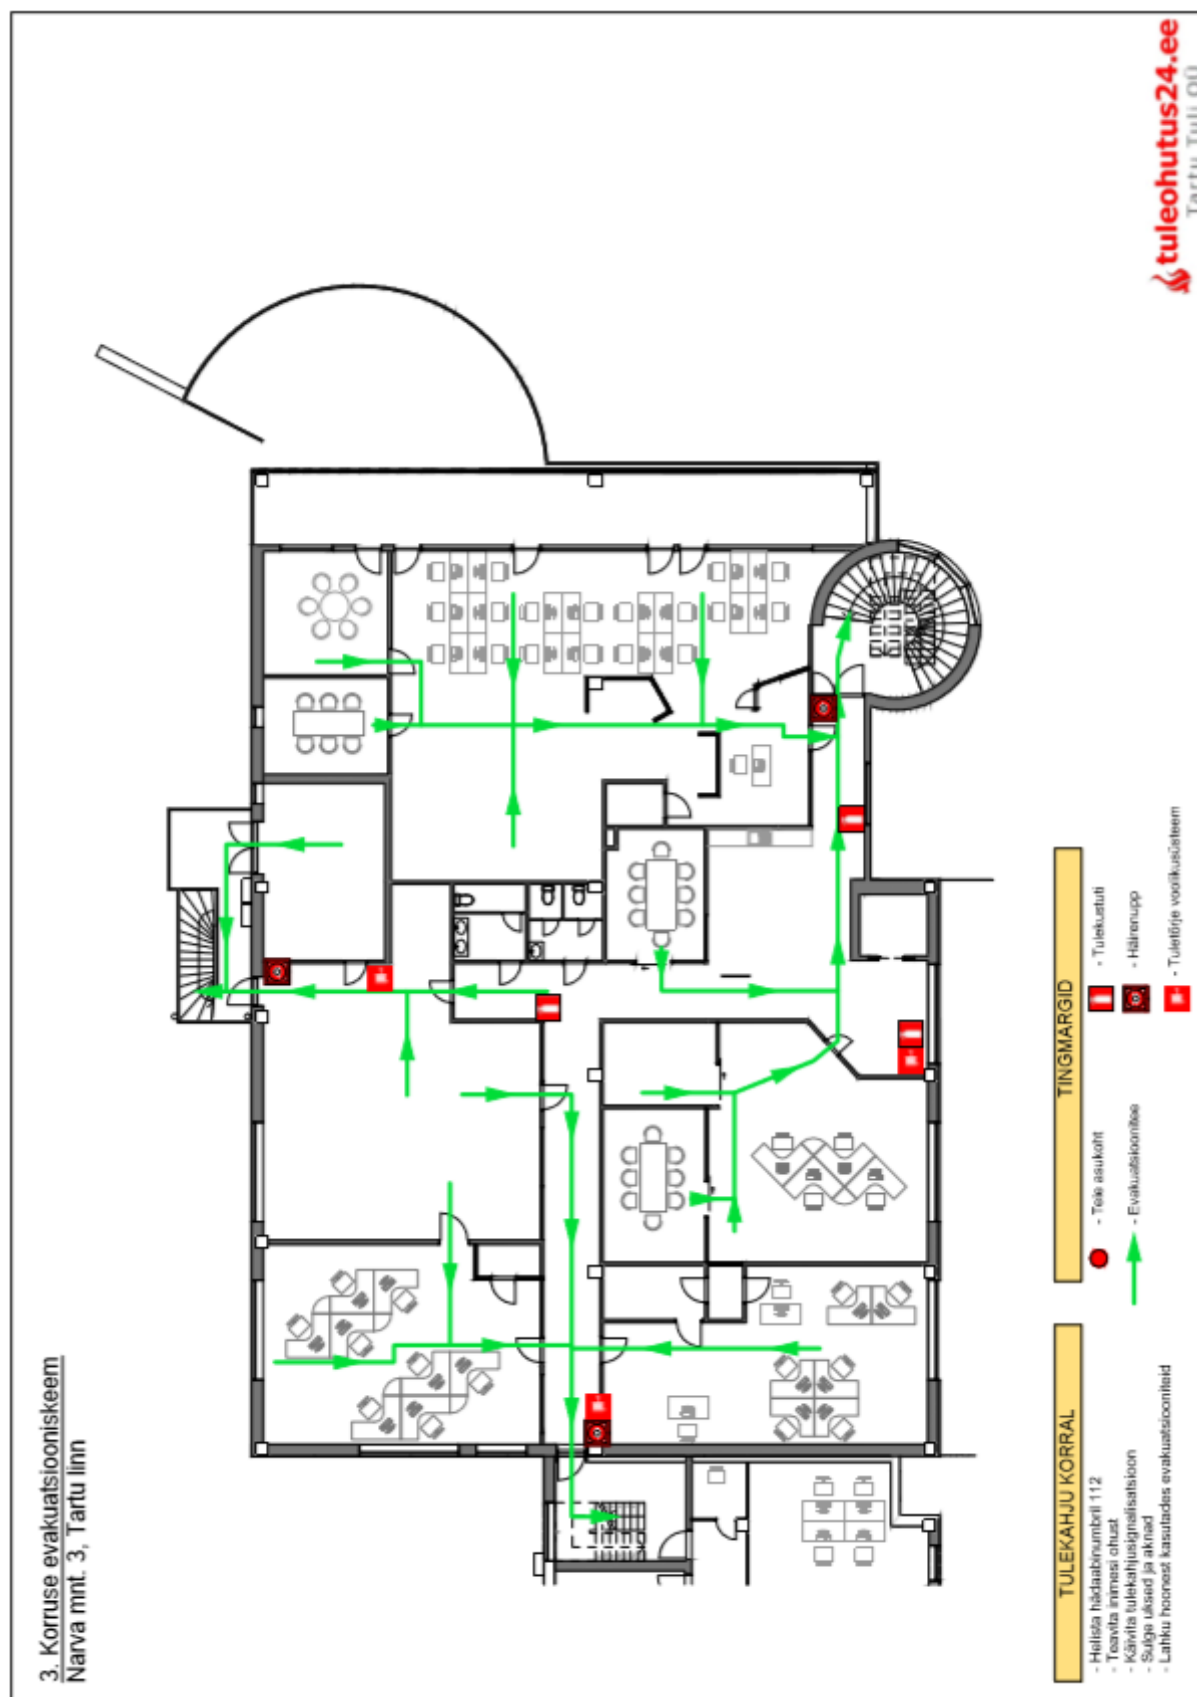 3. Korruse evakuatsiooniskeem
Narva mnt. 3, Tartu linn
TULEKAHJU KORRAL
- Helista hädaabinumbril 112
- Teavita inimesi ohust
- Käivita tulekahjusignalisatsioon
- Sulge uksed ja aknad
- Lahku hoonest kasutades evakuatsiooniteid
TINGMÄRGID
- Teie asukoht
- Evakuatsioonitee
- Tulekustuti
- Häirenupp
- Tuletõrje voolikusüsteem
tuleohutus24.ee
Tartu Tuli OÜ